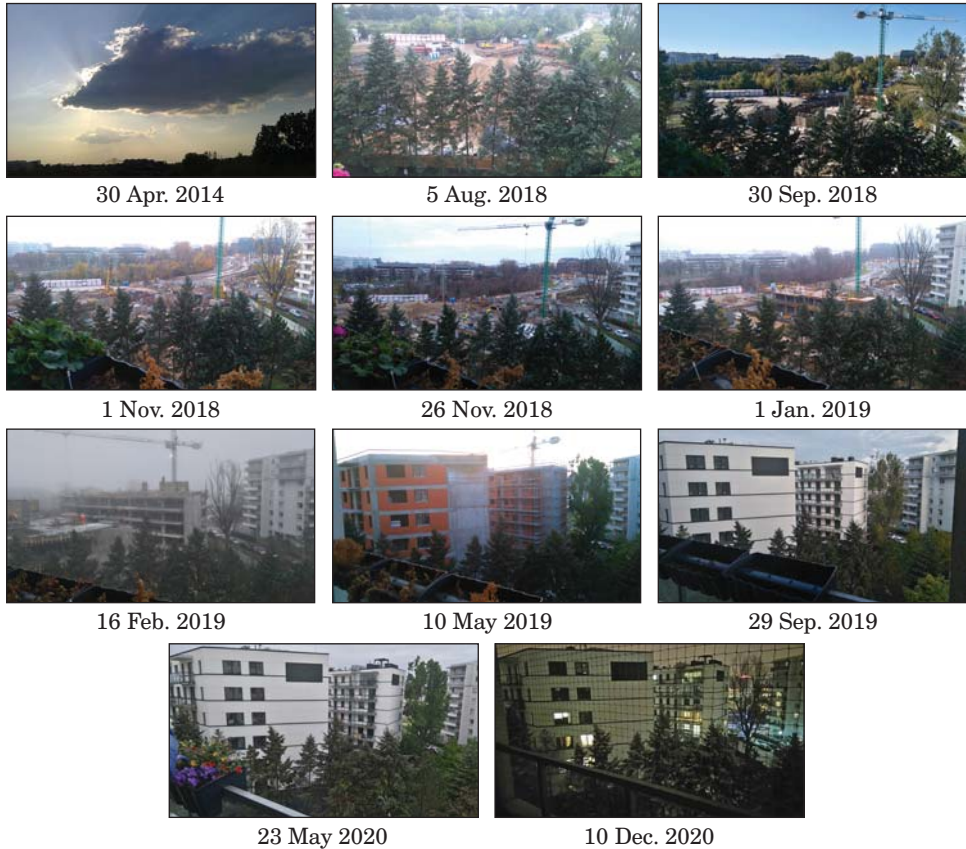 30 Apr. 2014
5 Aug. 2018
30 Sep. 2018
1 Nov. 2018
26 Nov. 2018
1 Jan. 2019
16 Feb. 2019
10 May 2019
29 Sep. 2019
23 May 2020
10 Dec. 2020